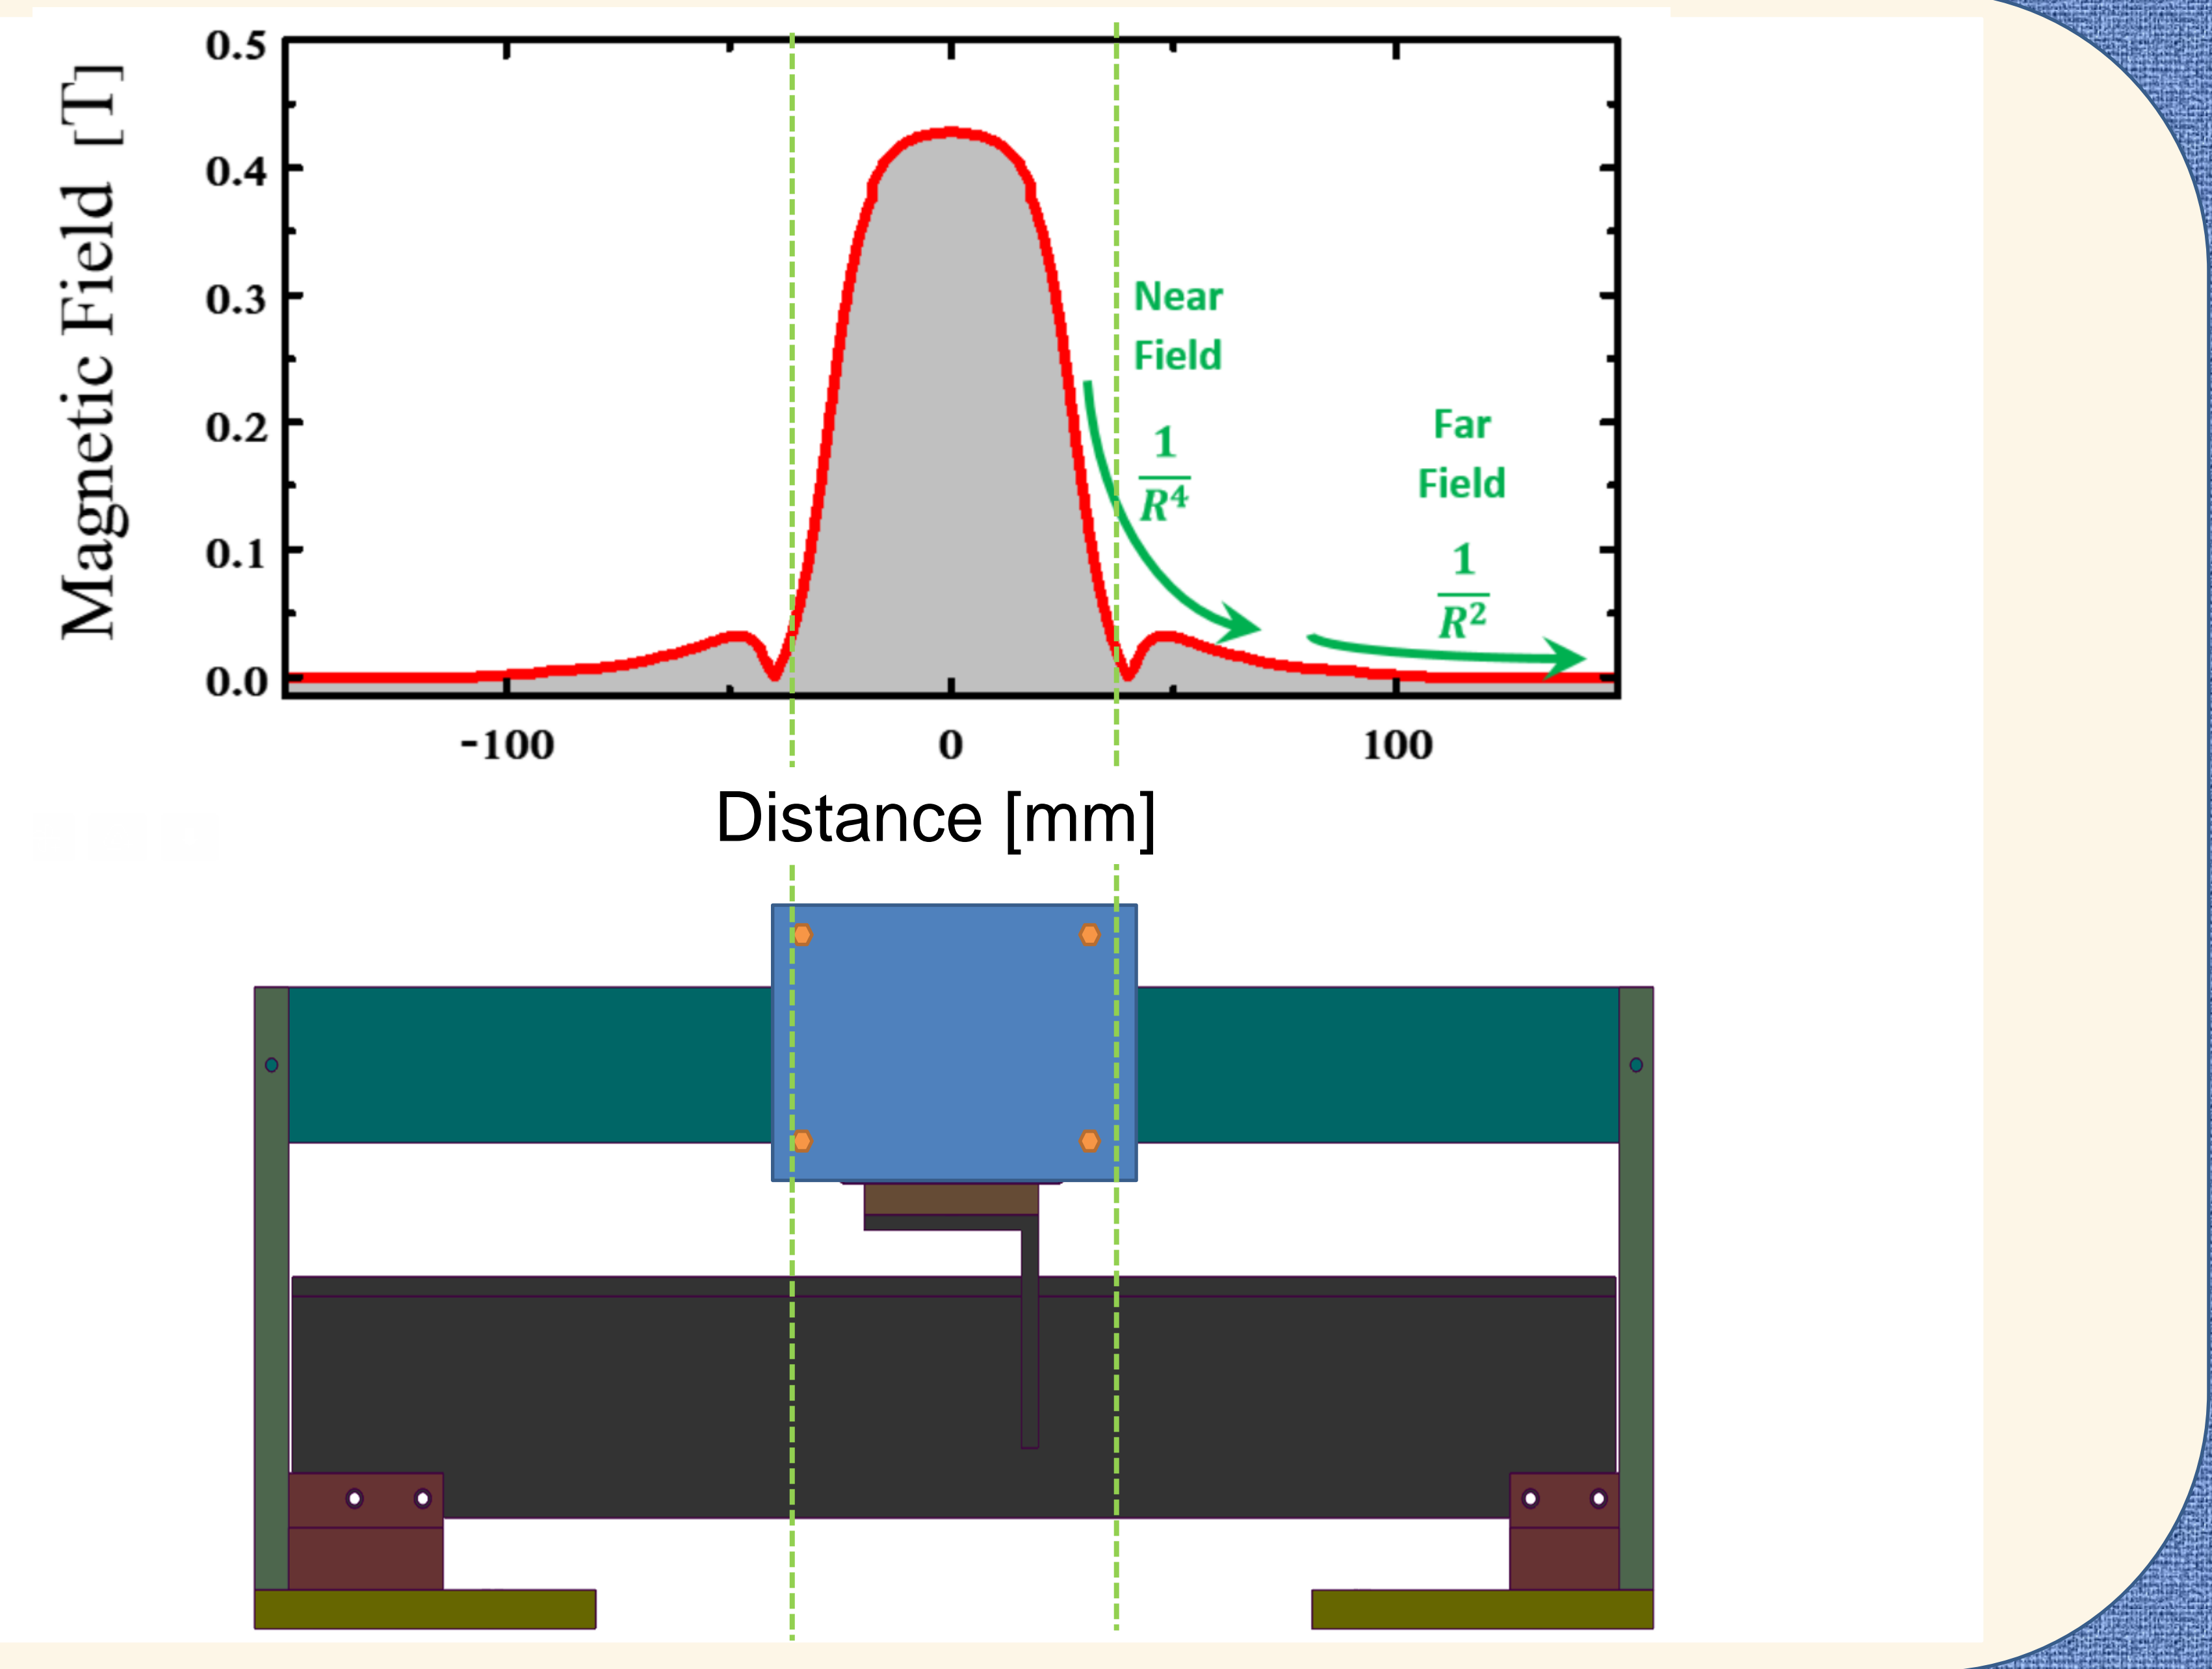 Magnetic Field [T]
0.5
0.4
0.3
0.2
0.1
0.0
Near
Field
1
R⁴
Far
Field
1
R²
-100
0
100
Distance [mm]